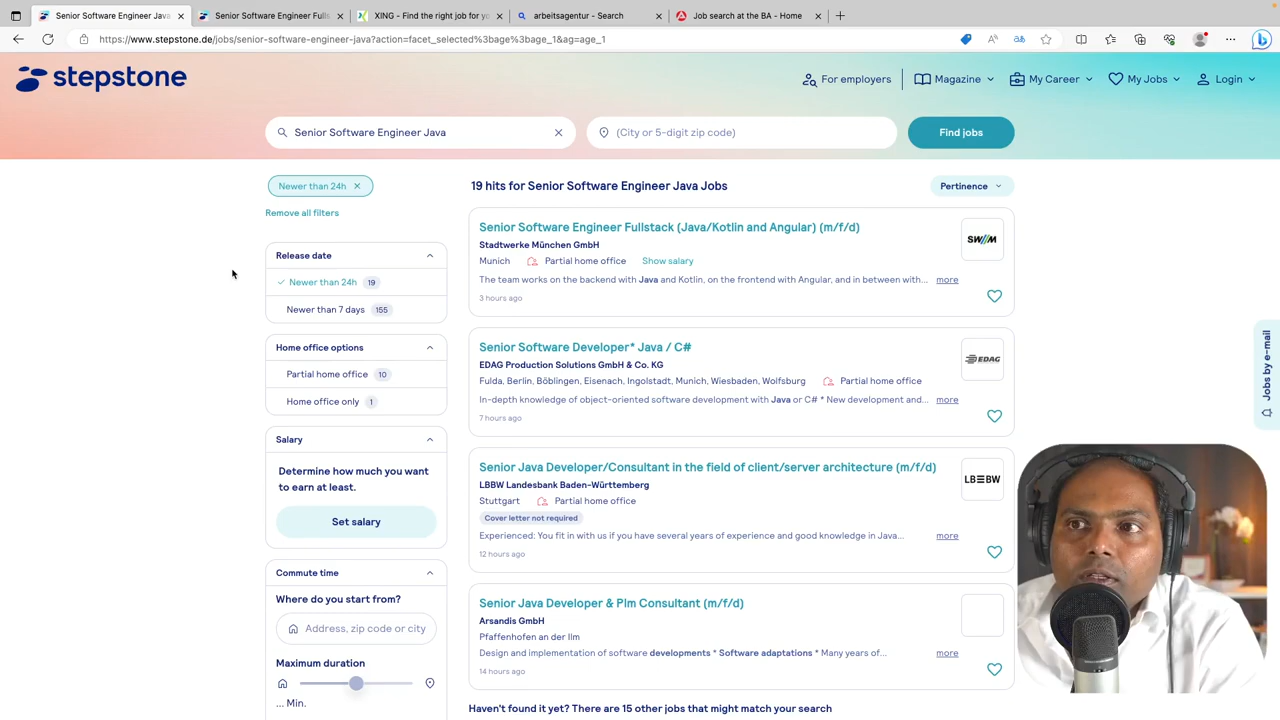 Senior Software Engineer Java
Senior Software Engineer Fulls
XING – Find the right job for yo
arbeitsagentur - Search
Job search at the BA - Home
https://www.stepstone.de/jobs/senior-software-engineer-java?action=facet_selected%3bage%3bage_1&ag=age_1
stepstone
For employers
Magazine
My Career
My Jobs
Login
Senior Software Engineer Java
(City or 5-digit zip code)
Find jobs
Newer than 24h
Remove all filters
19 hits for Senior Software Engineer Java Jobs
Pertinence
Release date
Newer than 24h 19
Newer than 7 days 155
Home office options
Partial home office 10
Home office only 1
Salary
Determine how much you want
to earn at least.
Set salary
Commute time
Where do you start from?
Address, zip code or city
Maximum duration
... Min.
Senior Software Engineer Fullstack (Java/Kotlin and Angular) (m/f/d)
Stadtwerke München GmbH
Munich Partial home office Show salary
The team works on the backend with Java and Kotlin, on the frontend with Angular, and in between with... more
3 hours ago
SW//M
Senior Software Developer* Java / C#
EDAG Production Solutions GmbH & Co. KG
Fulda, Berlin, Böblingen, Eisenach, Ingolstadt, Munich, Wiesbaden, Wolfsburg Partial home office
In-depth knowledge of object-oriented software development with Java or C# * New development and... more
7 hours ago
EDAG
Senior Java Developer/Consultant in the field of client/server architecture (m/f/d)
LBBW Landesbank Baden-Württemberg
Stuttgart Partial home office
Cover letter not required
Experienced: You fit in with us if you have several years of experience and good knowledge in Java... more
12 hours ago
LB≡BW
Senior Java Developer & Plm Consultant (m/f/d)
Arsandis GmbH
Pfaffenhofen an der Ilm
Design and implementation of software developments * Software adaptations * Many years of... more
14 hours ago
Haven't found it yet? There are 15 other jobs that might match your search
Jobs by e-mail